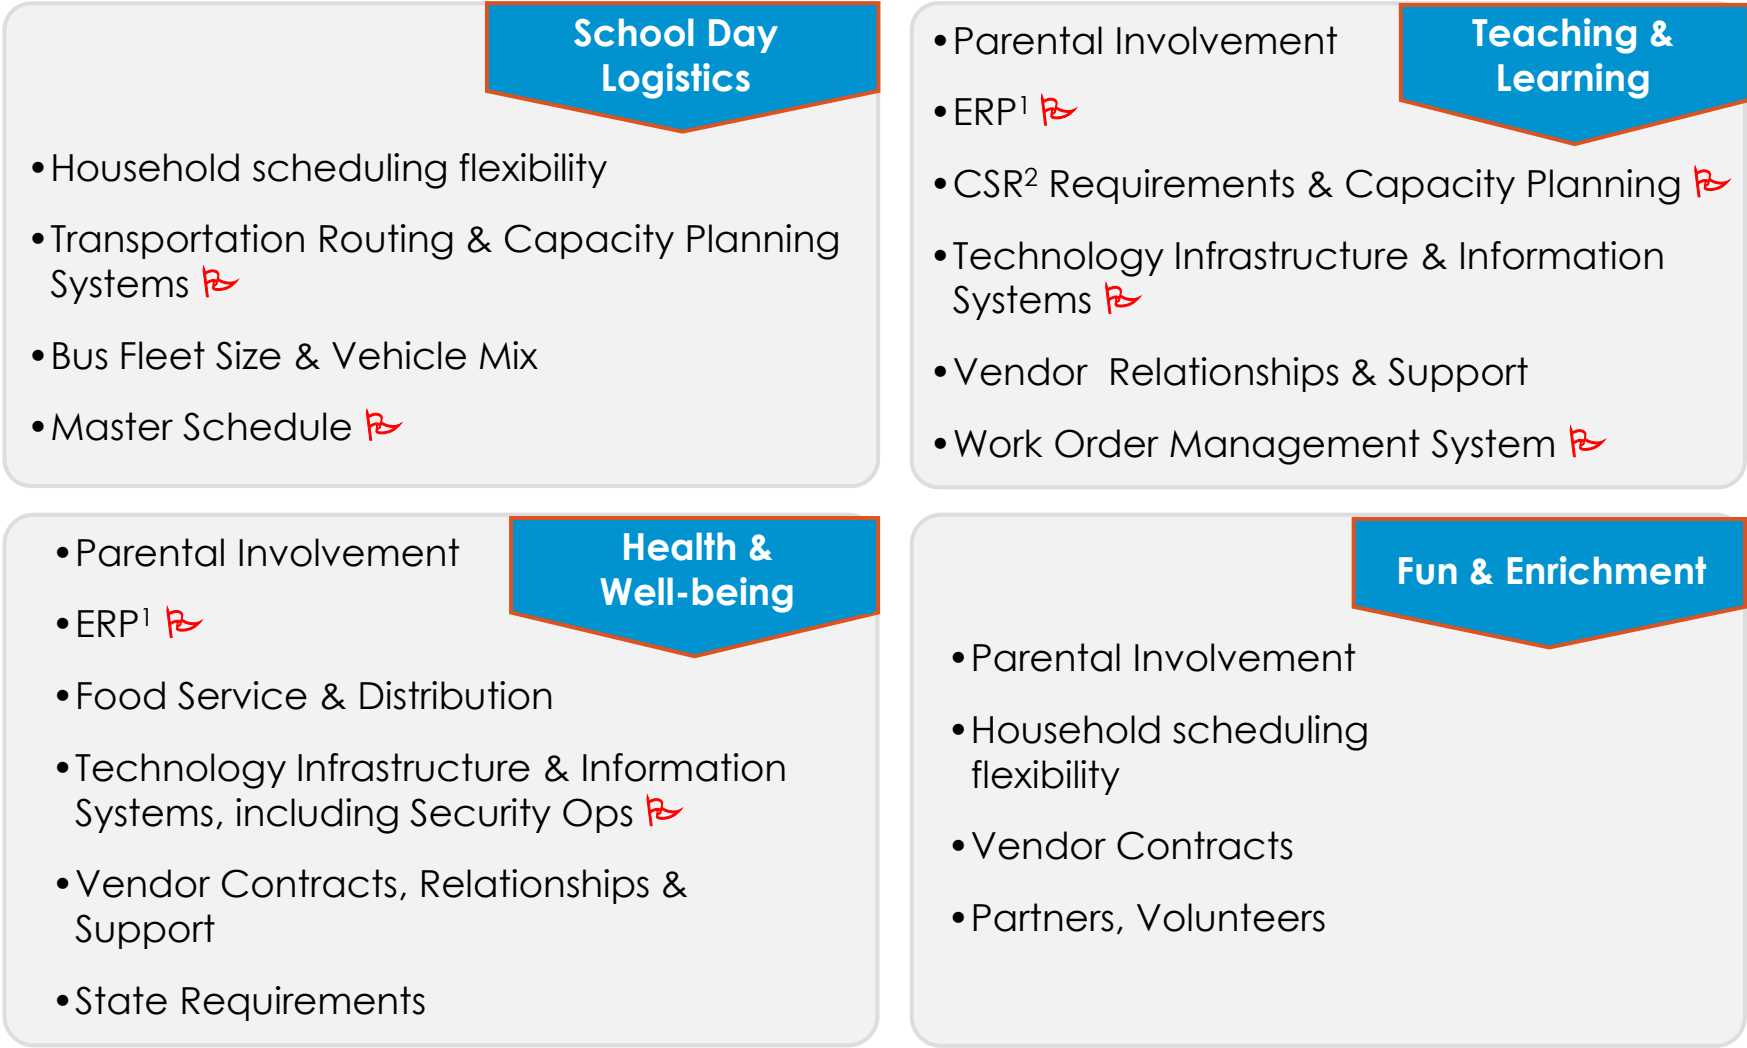 School Day
Logistics
•Household scheduling flexibility
•Transportation Routing & Capacity Planning
Systems
•Bus Fleet Size & Vehicle Mix
•Master Schedule
Teaching &
Learning
•Parental Involvement
•ERP¹
•CSR² Requirements & Capacity Planning
•Technology Infrastructure & Information
Systems
•Vendor  Relationships & Support
•Work Order Management System
Health &
Well-being
•Parental Involvement
•ERP¹
•Food Service & Distribution
•Technology Infrastructure & Information
Systems, including Security Ops
•Vendor Contracts, Relationships &
Support
•State Requirements
Fun & Enrichment
•Parental Involvement
•Household scheduling
flexibility
•Vendor Contracts
•Partners, Volunteers